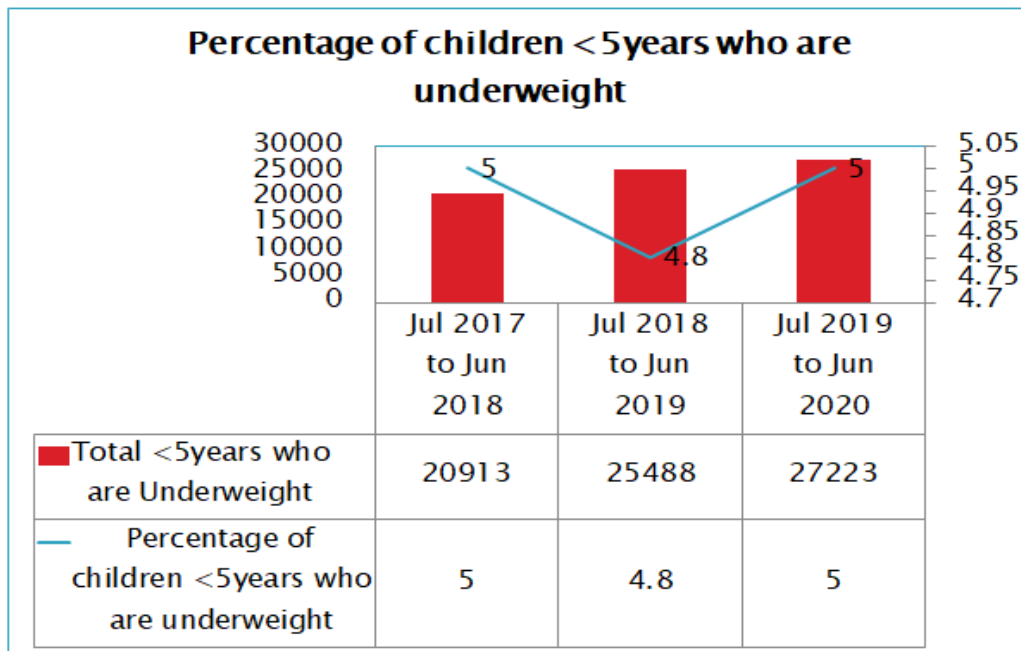 Percentage of children <5years who are
underweight
30000
25000
20000
15000
10000
5000
0
5
4.8
5
5.05
5
4.95
4.9
4.85
4.8
4.75
4.7
Jul 2017
to Jun
2018
Jul 2018
to Jun
2019
Jul 2019
to Jun
2020
Total <5years who
are Underweight
20913
25488
27223
Percentage of
children <5years who
are underweight
5
4.8
5